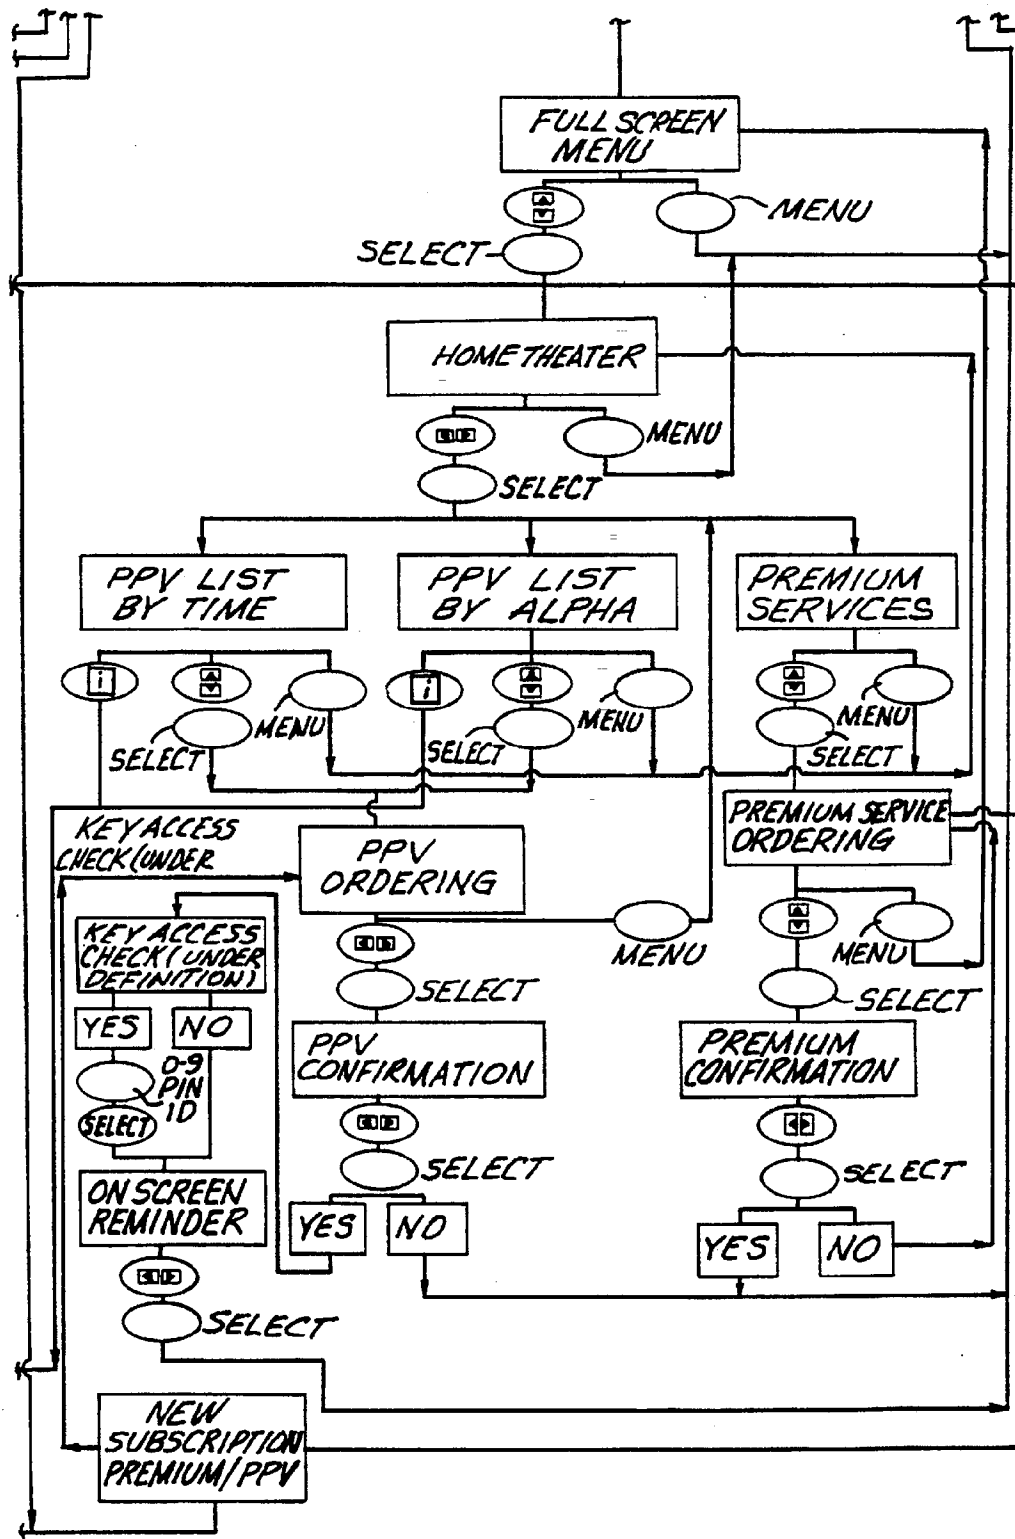 FULL SCREEN
MENU
MENU
SELECT
HOME THEATER
MENU
SELECT
PPV LIST
BY TIME
PPV LIST
BY ALPHA
PREMIUM
SERVICES
i
MENU
SELECT
i
MENU
SELECT
MENU
SELECT
KEY ACCESS
CHECK (UNDER
PPV
ORDERING
PREMIUM SERVICE
ORDERING
KEY ACCESS
CHECK (UNDER
DEFINITION)
MENU
MENU
SELECT
SELECT
YES
NO
PPV
CONFIRMATION
PREMIUM
CONFIRMATION
0-9
PIN
ID
SELECT
SELECT
SELECT
ON SCREEN
REMINDER
YES
NO
YES
NO
SELECT
NEW
SUBSCRIPTION
PREMIUM/PPV